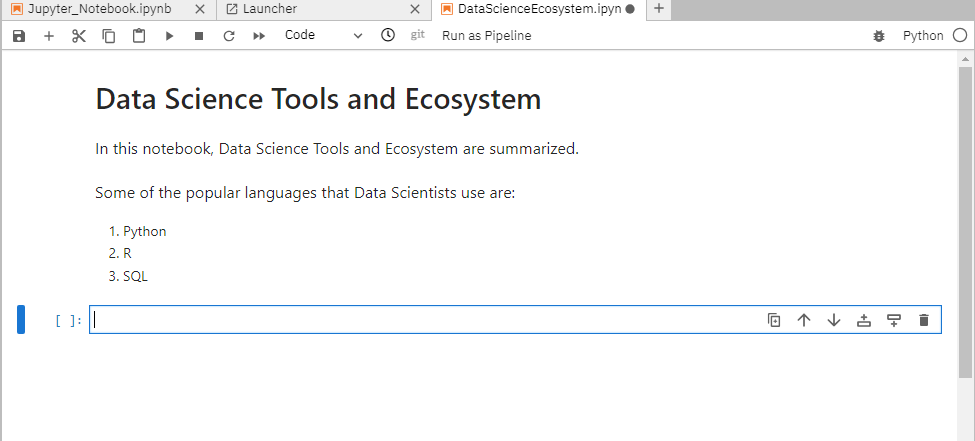 Jupyter_Notebook.ipynb
Launcher
DataScienceEcosystem.ipyn
Code
git
Run as Pipeline
Python
Data Science Tools and Ecosystem
In this notebook, Data Science Tools and Ecosystem are summarized.
Some of the popular languages that Data Scientists use are:
1. Python
2. R
3. SQL
[ ]: